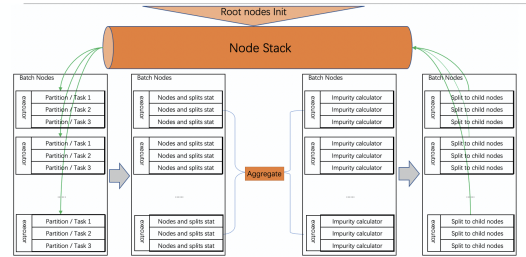 Root nodes Init
Node Stack
Batch Nodes
executor
Partition / Task 1
Partition / Task 2
Partition / Task 3
executor
Partition / Task 1
Partition / Task 2
Partition / Task 3
......
executor
Partition / Task 1
Partition / Task 2
Partition / Task 3
Batch Nodes
executor
Nodes and splits stat
Nodes and splits stat
Nodes and splits stat
executor
Nodes and splits stat
Nodes and splits stat
Nodes and splits stat
......
executor
Nodes and splits stat
Nodes and splits stat
Nodes and splits stat
Aggregate
Batch Nodes
executor
Impurity calculator
Impurity calculator
Impurity calculator
executor
Impurity calculator
Impurity calculator
Impurity calculator
......
executor
Impurity calculator
Impurity calculator
Impurity calculator
Batch Nodes
executor
Split to child nodes
Split to child nodes
Split to child nodes
executor
Split to child nodes
Split to child nodes
Split to child nodes
......
executor
Split to child nodes
Split to child nodes
Split to child nodes